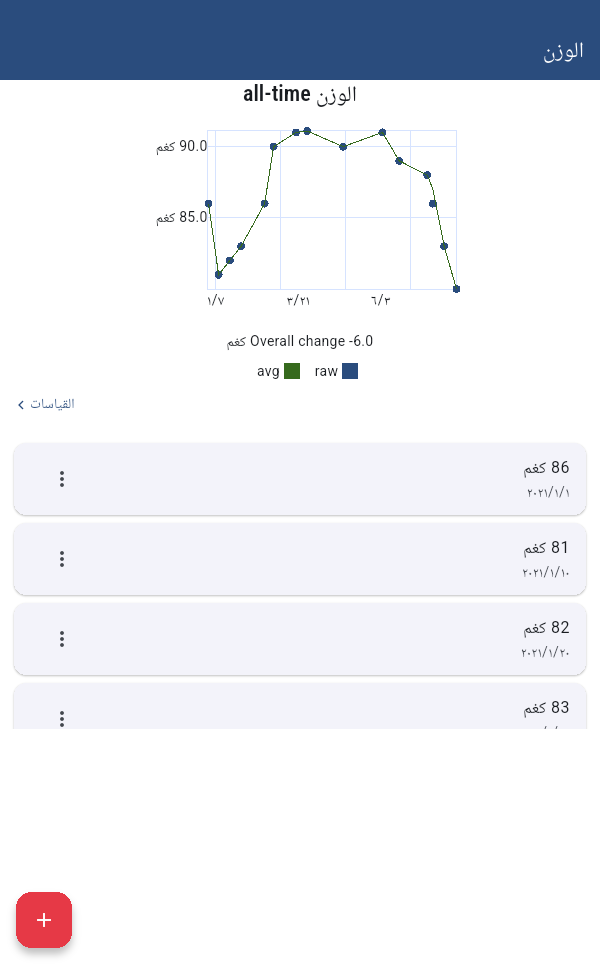 الوزن
الوزن all-time
90.0 كغم
85.0 كغم
١/٧
٣/٢١
٦/٣
Overall change -6.0 كغم
avg
raw
القياسات
86 كغم
٢٠٢١/١/١
81 كغم
٢٠٢١/١/١٠
82 كغم
٢٠٢١/١/٢٠
83 كغم